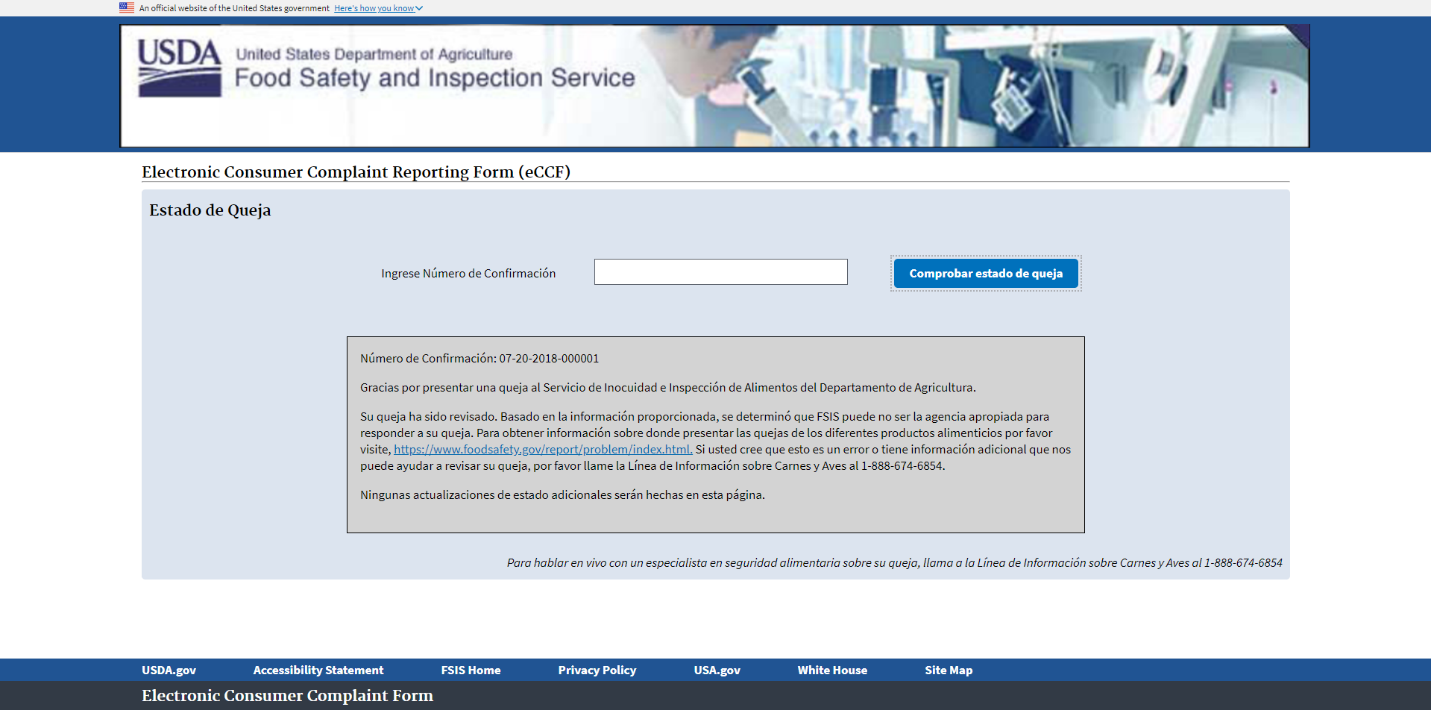 An official website of the United States government Here's how you know
USDA
United States Department of Agriculture
Food Safety and Inspection Service
Electronic Consumer Complaint Reporting Form (eCCF)
Estado de Queja
Ingrese Número de Confirmación
Comprobar estado de queja
Número de Confirmación: 07-20-2018-000001
Gracias por presentar una queja al Servicio de Inocuidad e Inspección de Alimentos del Departamento de Agricultura.
Su queja ha sido revisado. Basado en la información proporcionada, se determinó que FSIS puede no ser la agencia apropiada para
responder a su queja. Para obtener información sobre donde presentar las quejas de los diferentes productos alimenticios por favor
visite, https://www.foodsafety.gov/report/problem/index.html. Si usted cree que esto es un error o tiene información adicional que nos
puede ayudar a revisar su queja, por favor llame la Línea de Información sobre Carnes y Aves al 1-888-674-6854.
Ningunas actualizaciones de estado adicionales serán hechas en esta página.
Para hablar en vivo con un especialista en seguridad alimentaria sobre su queja, llama a la Línea de Información sobre Carnes y Aves al 1-888-674-6854
USDA.gov Accessibility Statement FSIS Home Privacy Policy USA.gov White House Site Map
Electronic Consumer Complaint Form